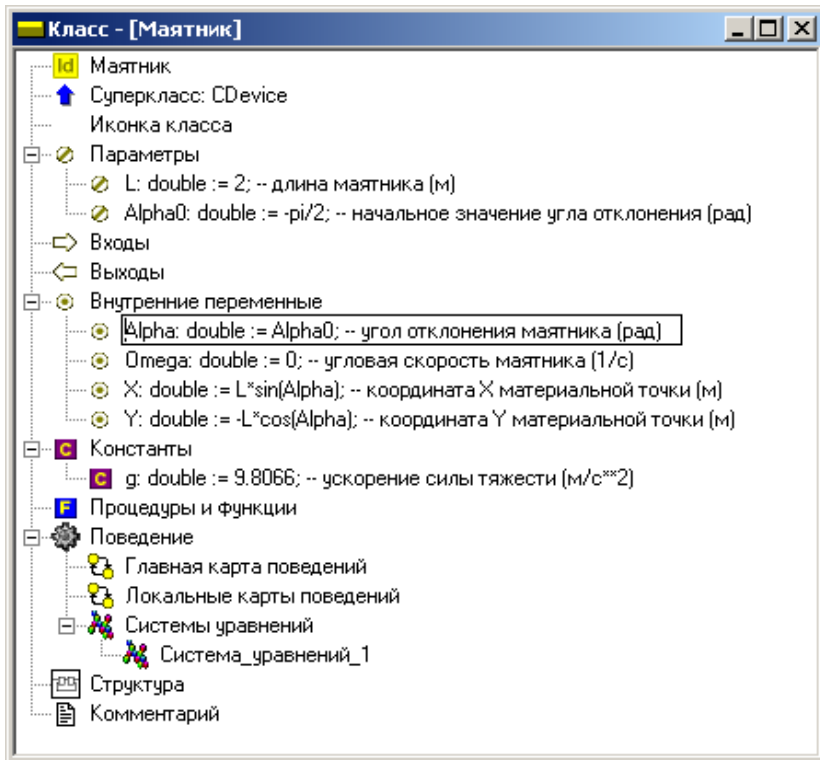 Класс - [Маятник]
Id Маятник
Суперкласс: CDevice
Иконка класса
Параметры
L: double := 2; -- длина маятника (м)
Alpha0: double := -pi/2; -- начальное значение угла отклонения (рад)
Входы
Выходы
Внутренние переменные
Alpha: double := Alpha0; -- угол отклонения маятника (рад)
Omega: double := 0; -- угловая скорость маятника (1/с)
X: double := L*sin(Alpha); -- координата X материальной точки (м)
Y: double := -L*cos(Alpha); -- координата Y материальной точки (м)
C Константы
C g: double := 9.8066; -- ускорение силы тяжести (м/с**2)
F Процедуры и функции
Поведение
Главная карта поведений
Локальные карты поведений
Системы уравнений
Система_уравнений_1
Структура
Комментарий